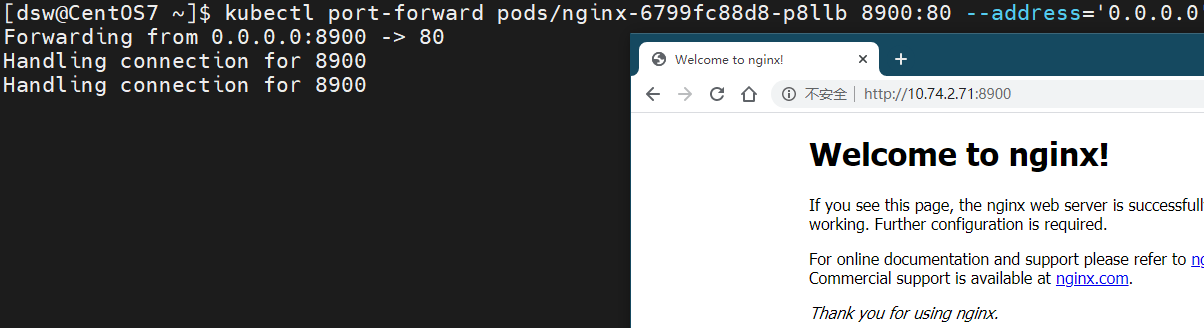 [dsw@CentOS7 ~]$ kubectl port-forward pods/nginx-6799fc88d8-p8llb 8900:80 --address='0.0.0.0'
Forwarding from 0.0.0.0:8900 -> 80
Handling connection for 8900
Handling connection for 8900
Welcome to nginx!
不安全 http://10.74.2.71:8900
Welcome to nginx!
If you see this page, the nginx web server is successfull
working. Further configuration is required.
For online documentation and support please refer to ng
Commercial support is available at nginx.com.
Thank you for using nginx.